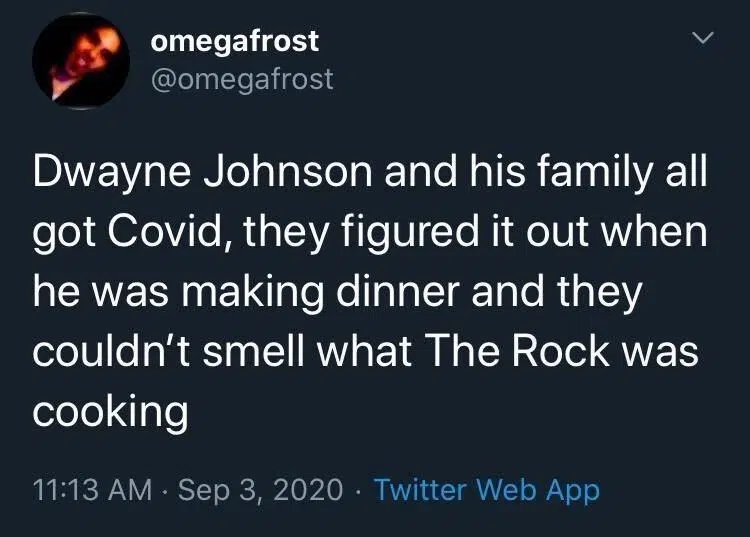 omegafrost
@omegafrost
Dwayne Johnson and his family all
got Covid, they figured it out when
he was making dinner and they
couldn’t smell what The Rock was
cooking
11:13 AM · Sep 3, 2020 · Twitter Web App